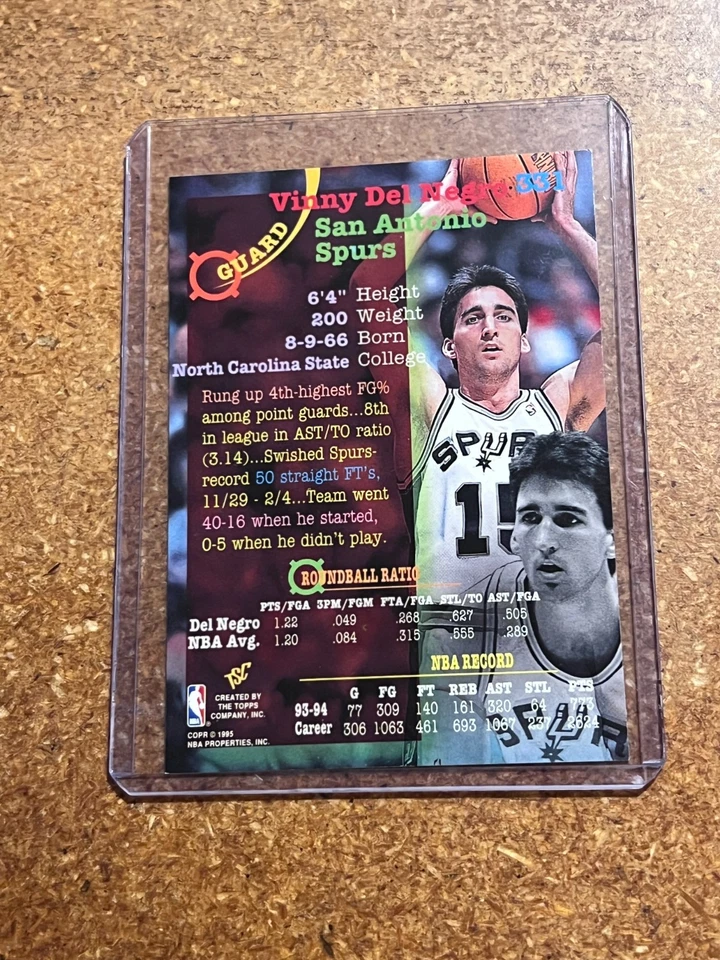 Vinny Del Negro 331
San Antonio
Spurs
GUARD
6'4" Height
200 Weight
8-9-66 Born
North Carolina State College
Rung up 4th-highest FG%
among point guards...8th
in league in AST/TO ratio
(3.14)...Swished Spurs-
record 50 straight FT's,
11/29 - 2/4...Team went
40-16 when he started,
0-5 when he didn't play.
SPURS
15
ROUNDBALL RATIO
PTS/FGA 3PM/FGM FTA/FGA STL/TO AST/FGA
Del Negro 1.22 .049 .268 .627 .505
NBA Avg. 1.20 .084 .315 .555 .289
NBA RECORD
G FG FT REB AST STL PTS
93-94 77 309 140 161 320 64 773
Career 306 1063 461 693 1067 237 2624
TSC
CREATED BY
THE TOPPS
COMPANY, INC.
NBA
COPR © 1995
NBA PROPERTIES, INC.
SPUR